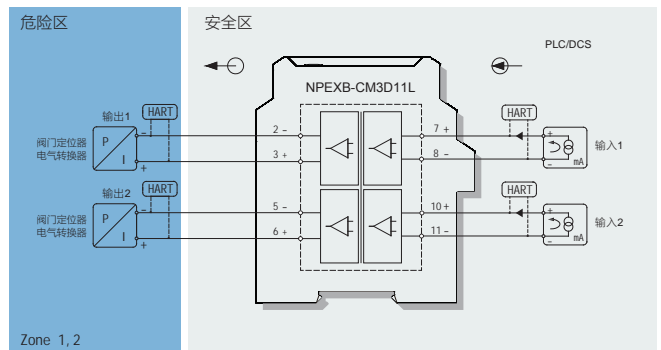 危险区
安全区
PLC/DCS
NPEXB-CM3D11L
输出1
HART
阀门定位器
电气转换器
P
I
-
+
2 -
3 +
7 +
8 -
HART
+
-
mA
输入1
输出2
HART
阀门定位器
电气转换器
P
I
-
+
5 -
6 +
10 +
11 -
HART
+
-
mA
输入2
Zone 1, 2